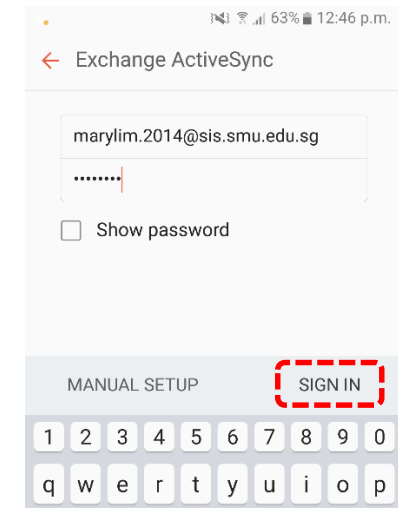 63% 12:46 p.m.
Exchange ActiveSync
marylim.2014@sis.smu.edu.sg
••••••••
Show password
MANUAL SETUP SIGN IN
1 2 3 4 5 6 7 8 9 0
q w e r t y u i o p